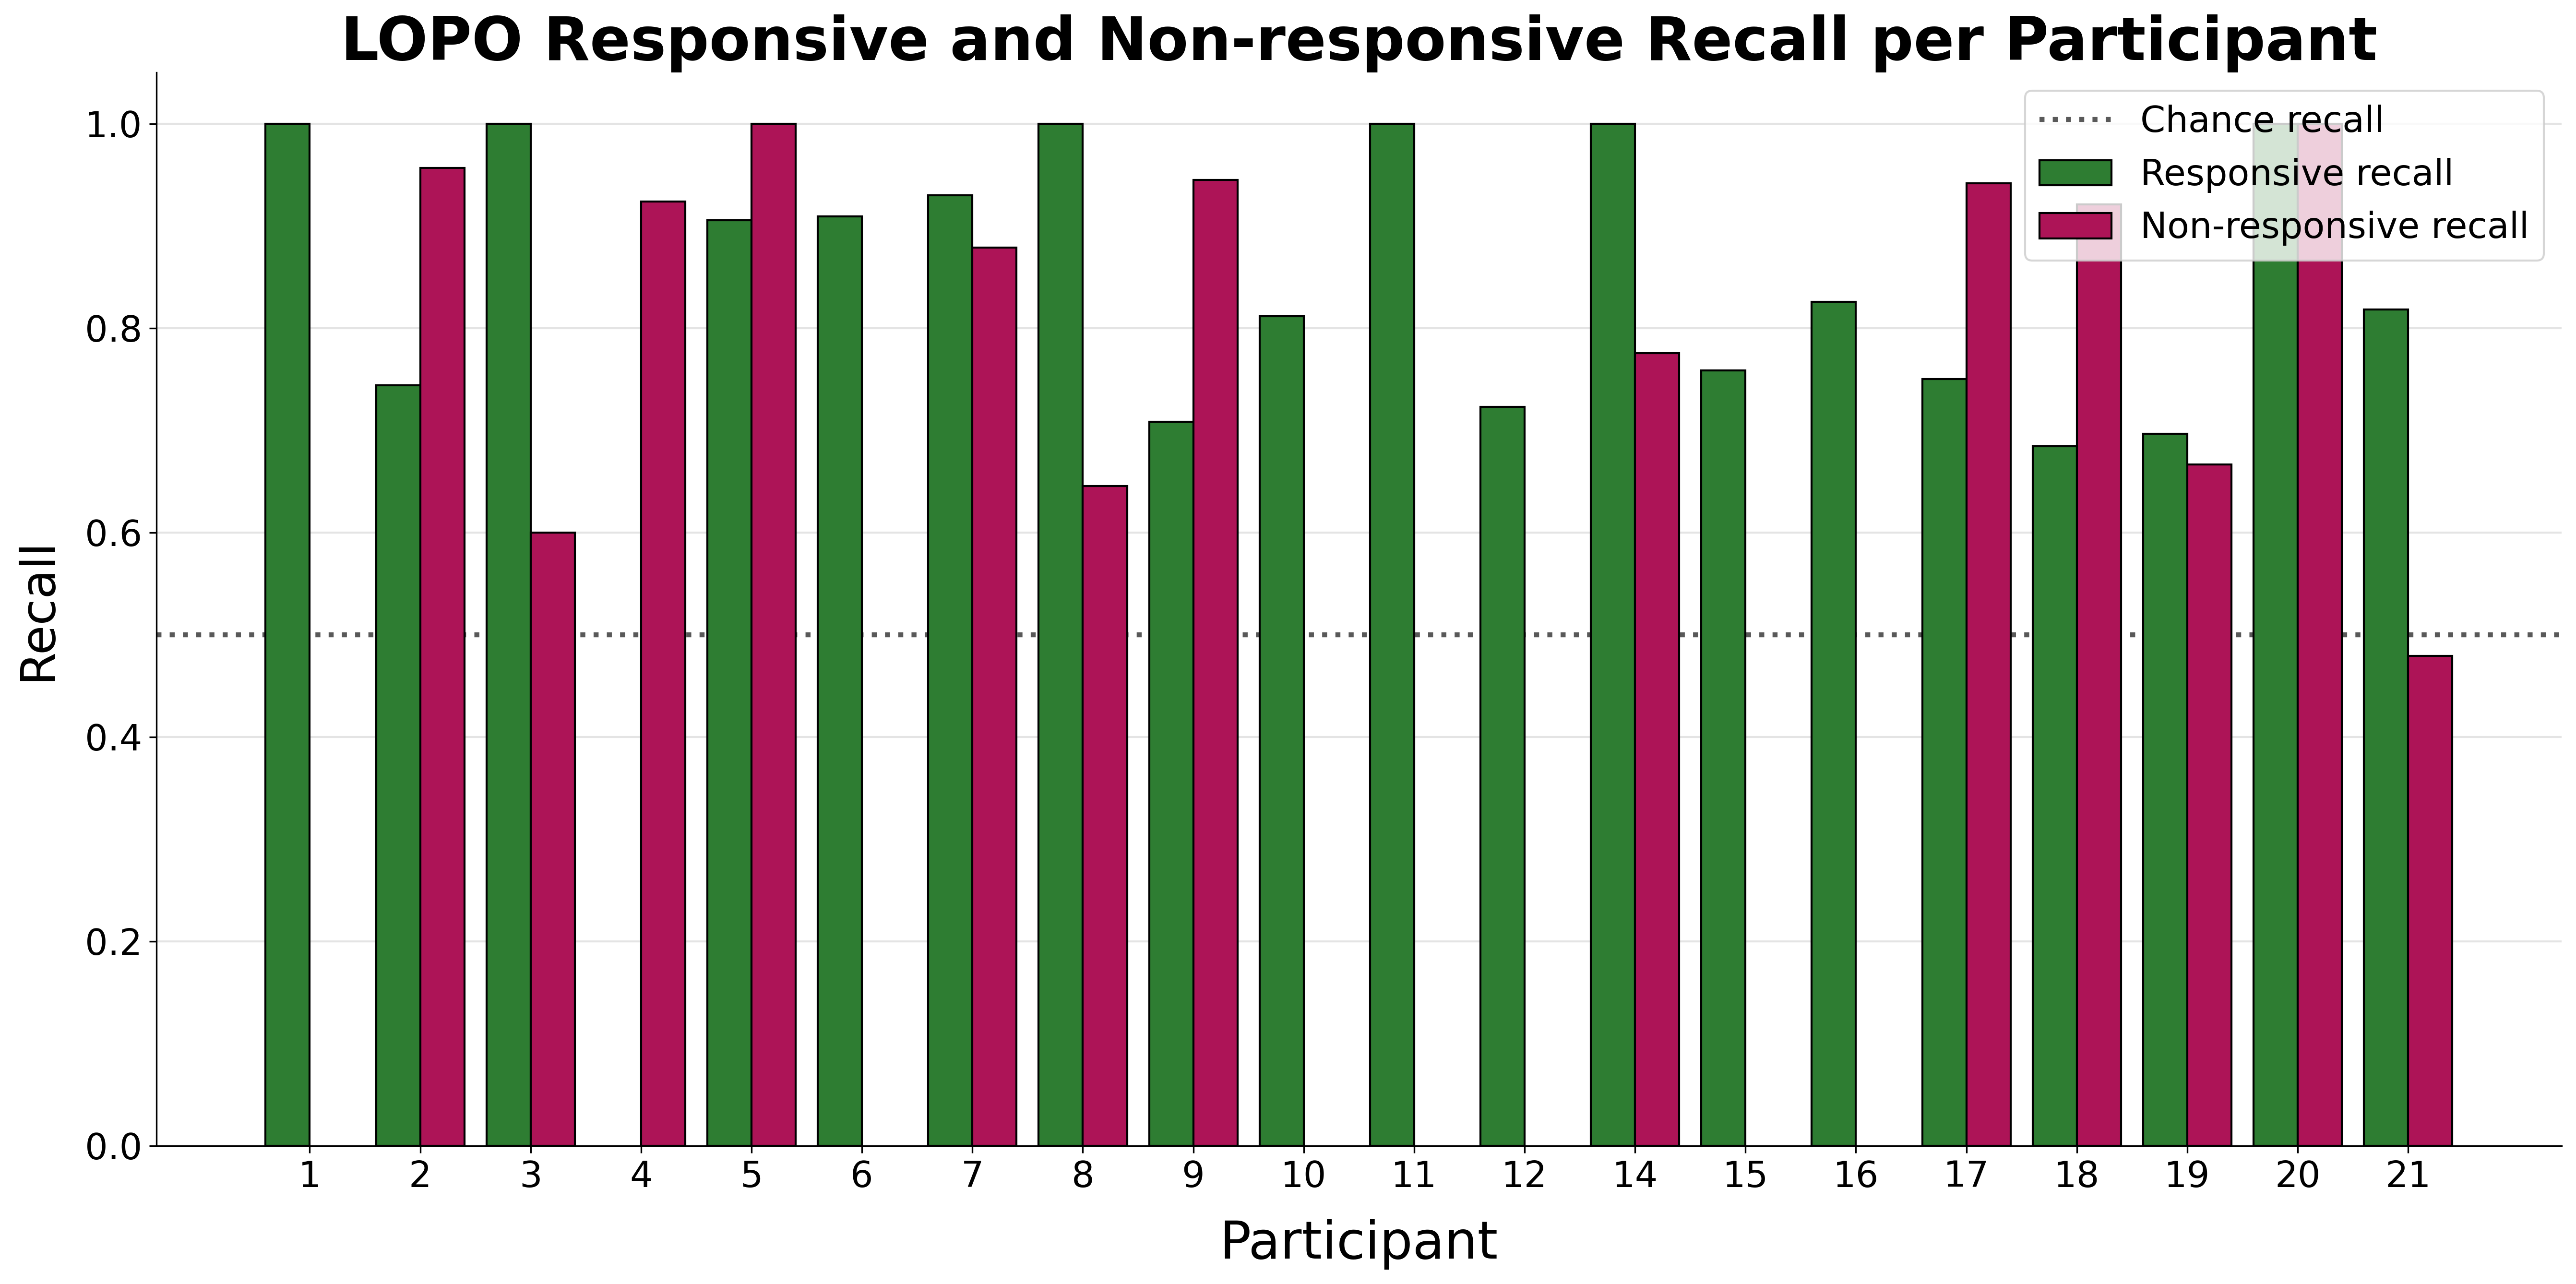 LOPO Responsive and Non-responsive Recall per Participant
Chance recall
Responsive recall
Non-responsive recall
1.0
0.8
0.6
0.4
0.2
0.0
Recall
1 2 3 4 5 6 7 8 9 10 11 12 14 15 16 17 18 19 20 21
Participant